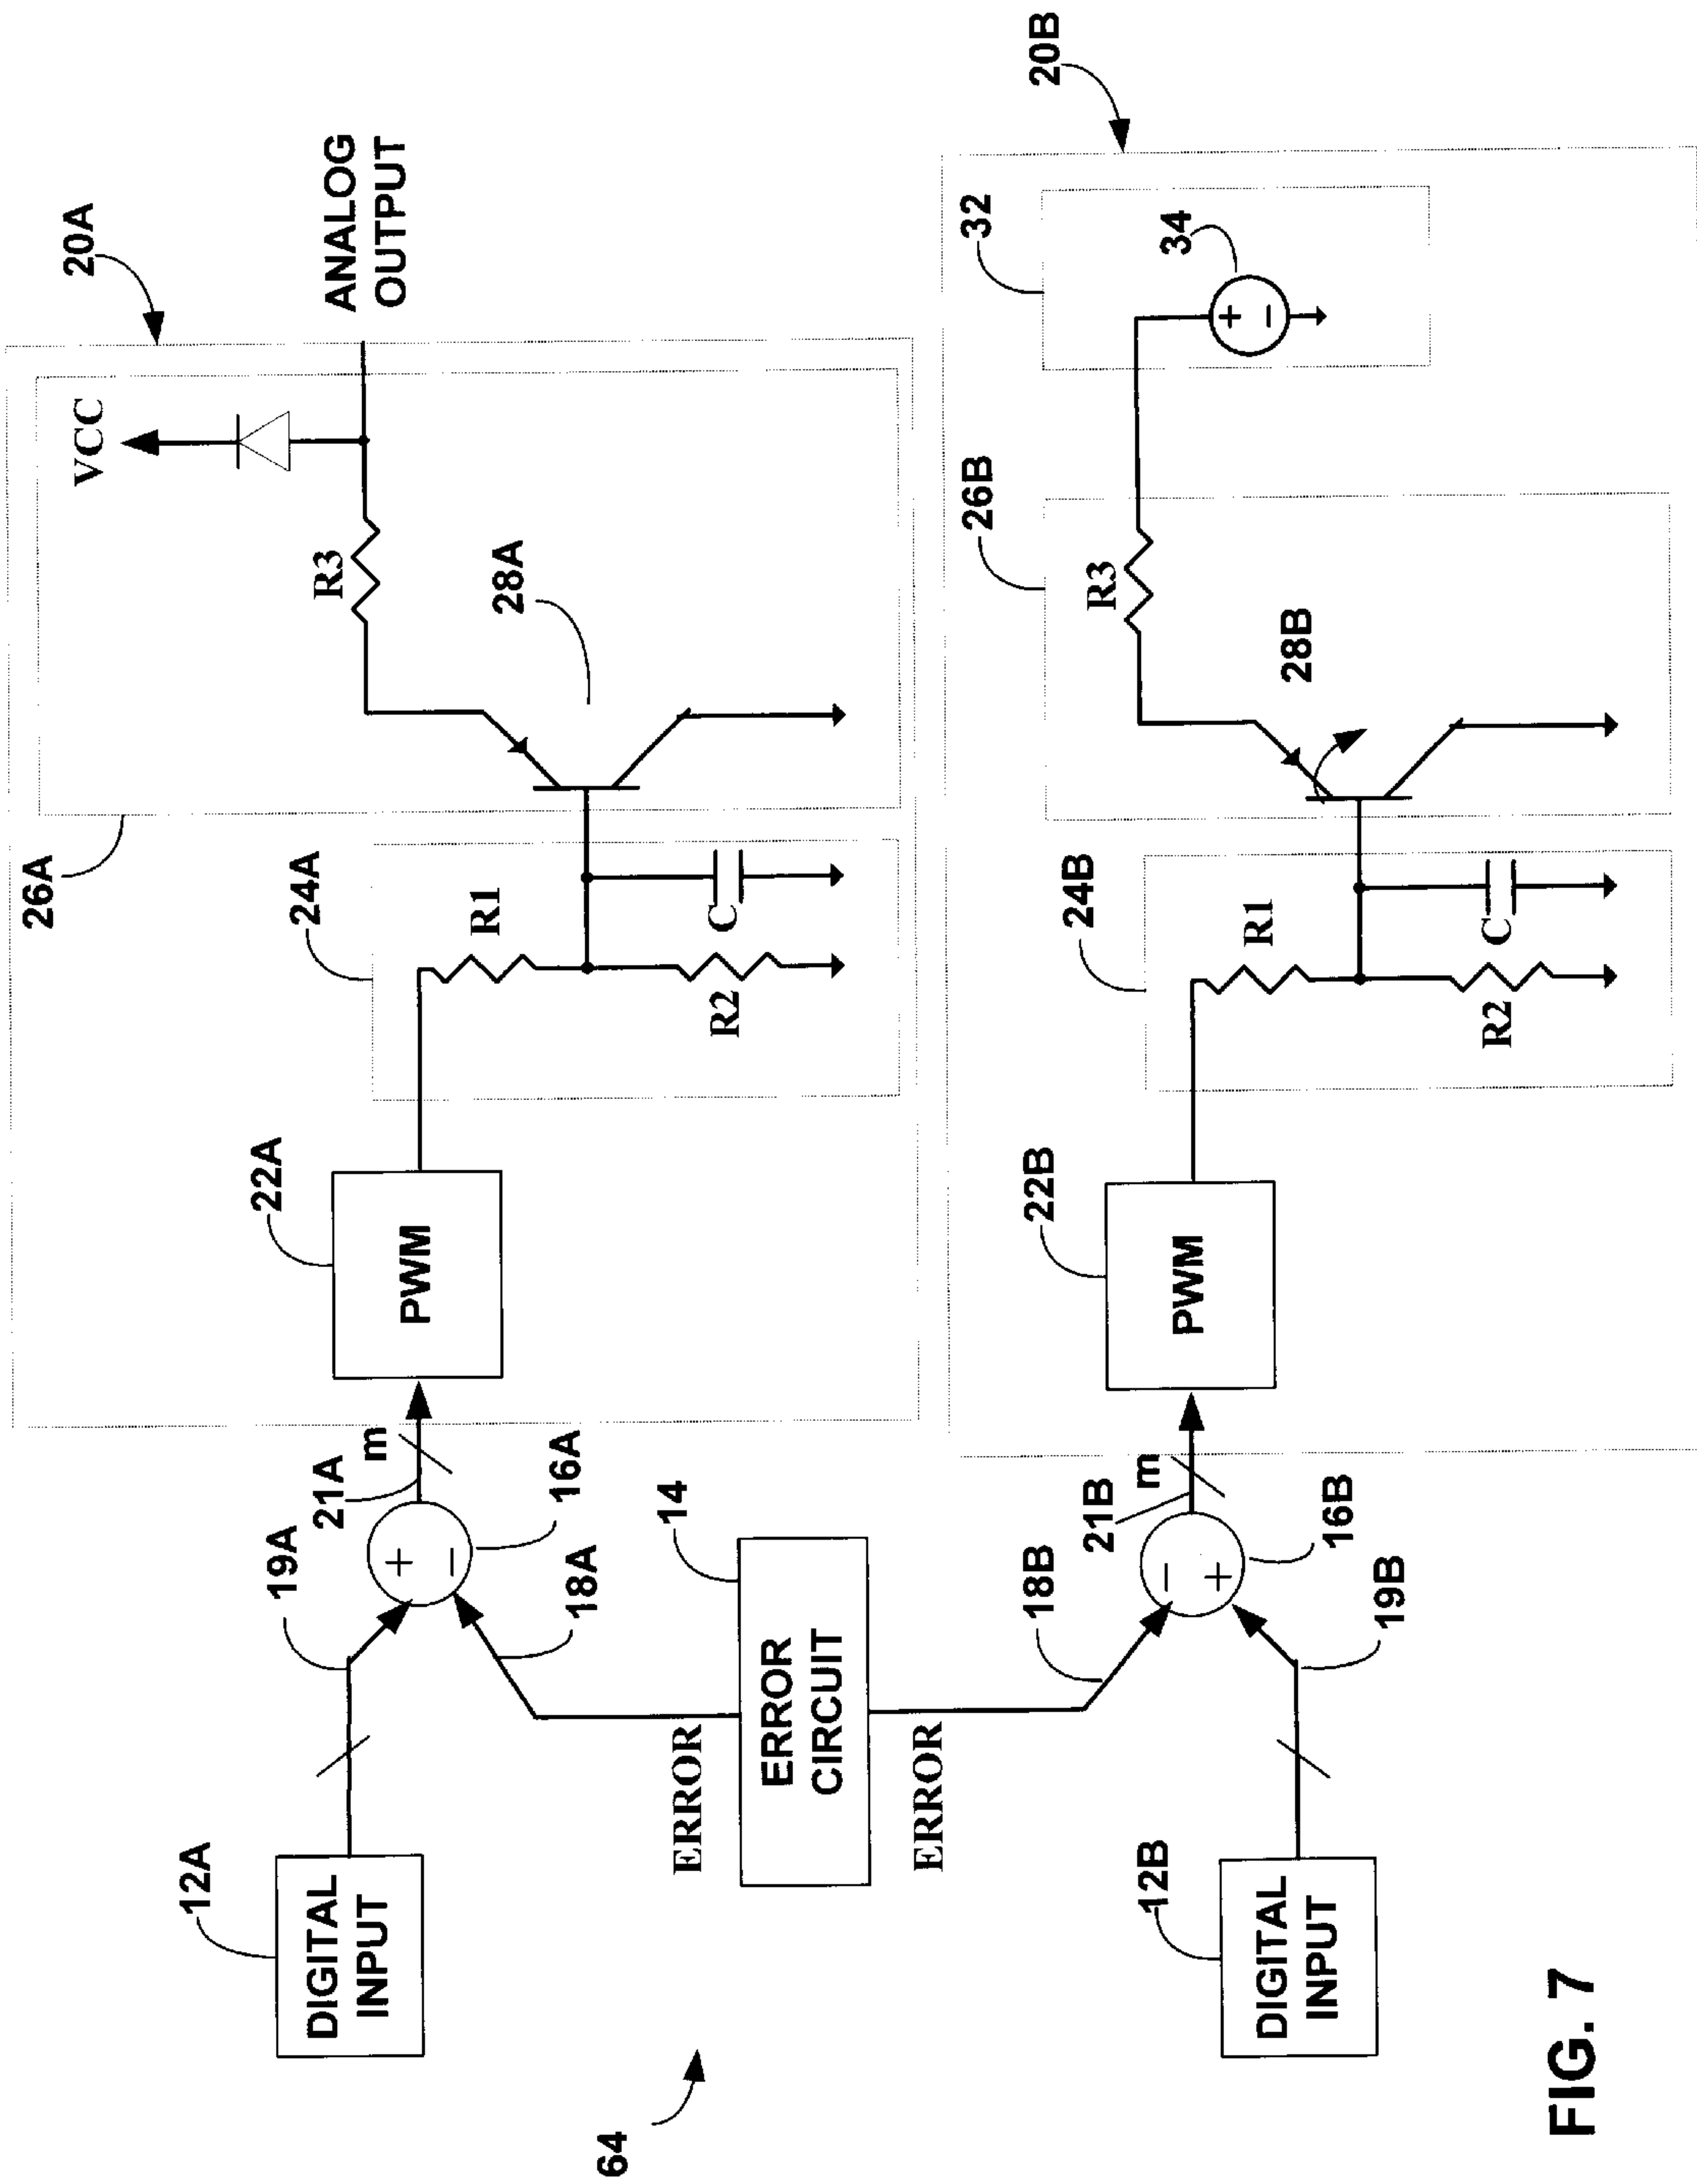 20A
ANALOG
OUTPUT
VCC
R3
28A
26A
24A
R1
C
R2
22A
PWM
m
21A
16A
19A
+
−
18A
ERROR
14
ERROR
CIRCUIT
ERROR
12A
DIGITAL
INPUT
64
20B
32
34
+
−
26B
R3
28B
24B
R1
C
R2
22B
PWM
m
21B
16B
18B
−
+
19B
12B
DIGITAL
INPUT
FIG. 7